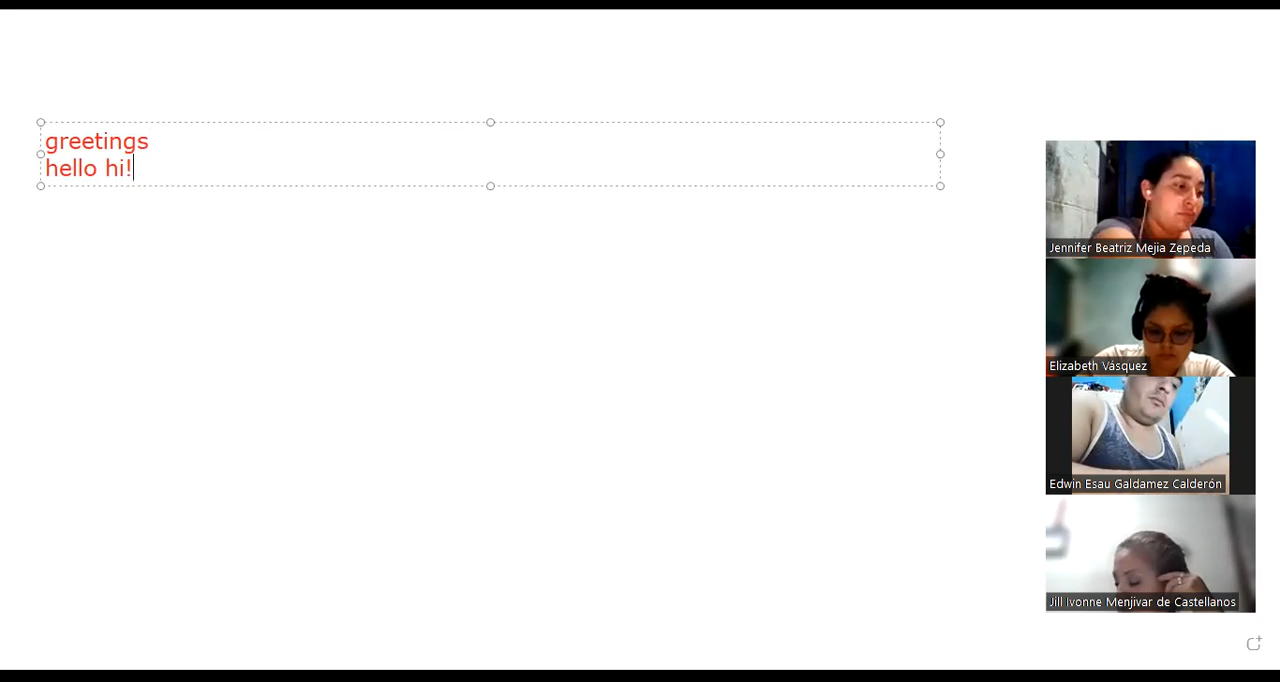 greetings
hello hi!
Jennifer Beatriz Mejia Zepeda
Elizabeth Vásquez
Edwin Esau Galdamez Calderón
Jill Ivonne Menjivar de Castellanos